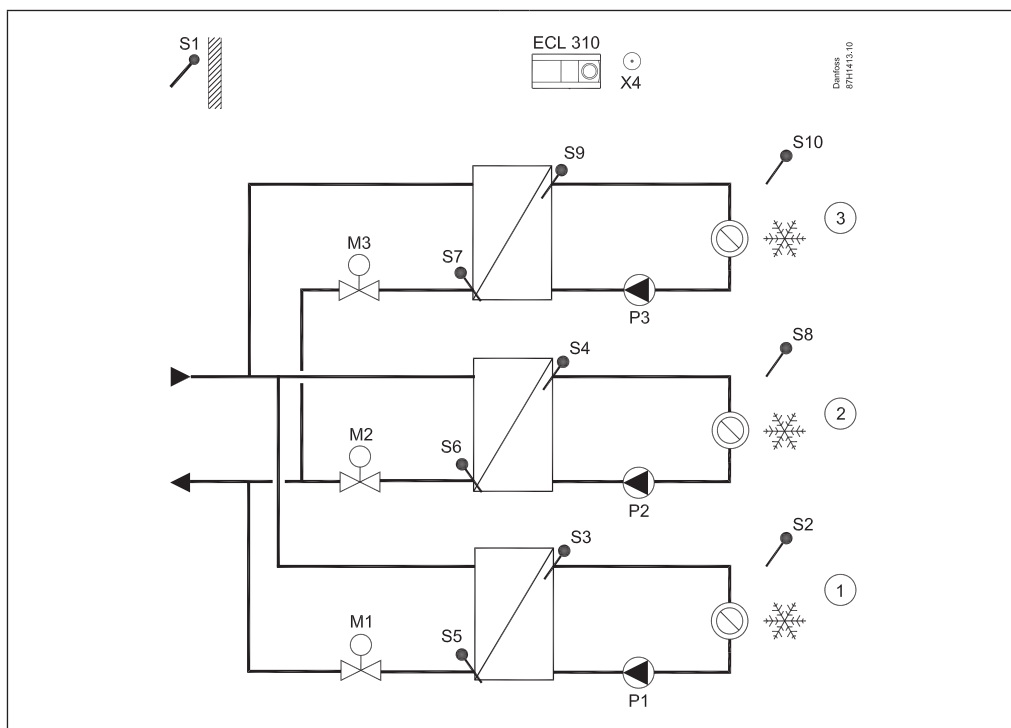 S1
ECL 310
X4
Danfoss
87H1413.10
S9
S10
3
M3
S7
P3
S4
S8
2
M2
S6
P2
S3
S2
1
M1
S5
P1